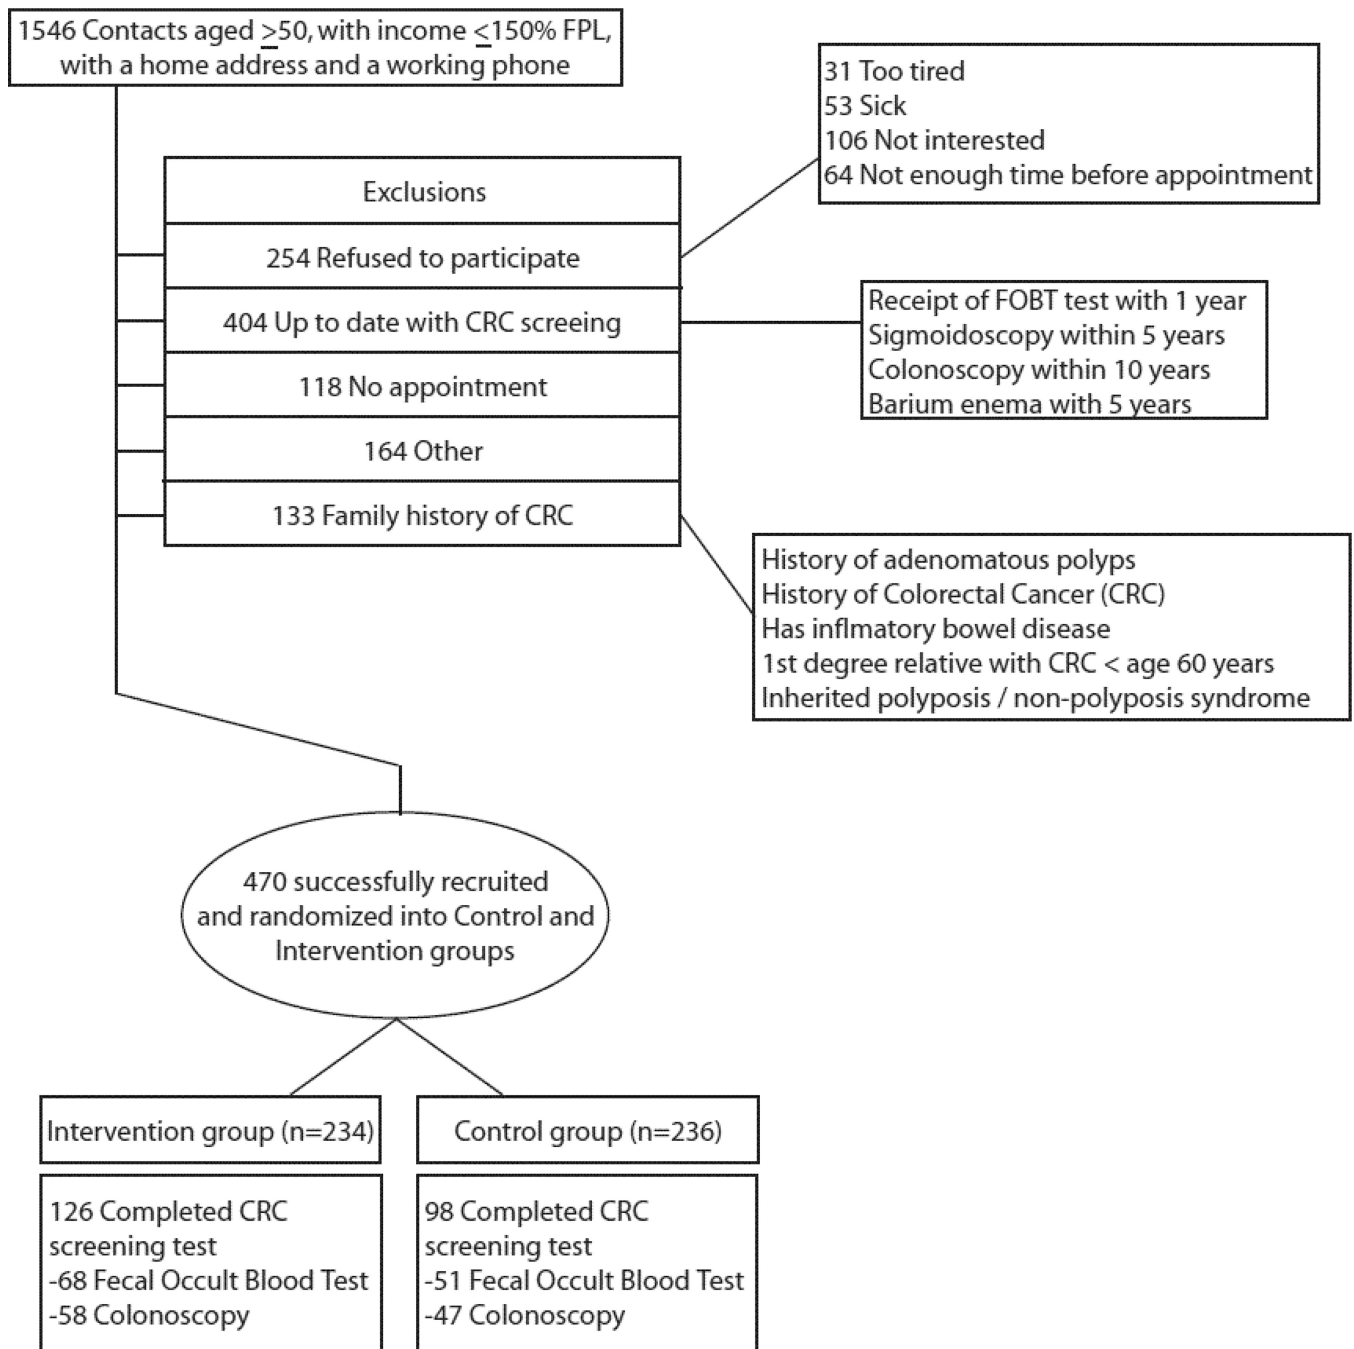 1546 Contacts aged >50, with income <150% FPL,
with a home address and a working phone
31 Too tired
53 Sick
106 Not interested
64 Not enough time before appointment
Exclusions
254 Refused to participate
404 Up to date with CRC screeing
118 No appointment
164 Other
133 Family history of CRC
Receipt of FOBT test with 1 year
Sigmoidoscopy within 5 years
Colonoscopy within 10 years
Barium enema with 5 years
History of adenomatous polyps
History of Colorectal Cancer (CRC)
Has inflmatory bowel disease
1st degree relative with CRC < age 60 years
Inherited polyposis / non-polyposis syndrome
470 successfully recruited
and randomized into Control and
Intervention groups
Intervention group (n=234)
126 Completed CRC
screening test
-68 Fecal Occult Blood Test
-58 Colonoscopy
Control group (n=236)
98 Completed CRC
screening test
-51 Fecal Occult Blood Test
-47 Colonoscopy